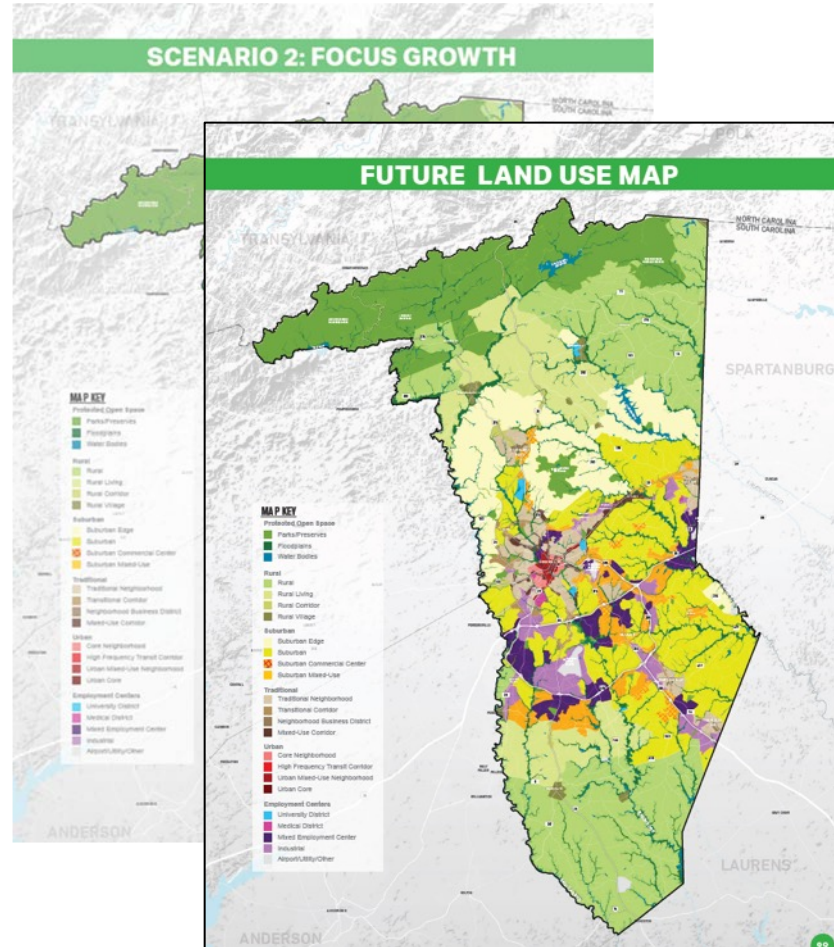 POLK
SCENARIO 2: FOCUS GROWTH
TRANSYLVANIA
NORTH CAROLINA
SOUTH CAROLINA
MAP KEY
Protected Open Space
Parks/Preserves
Floodplains
Water Bodies
Rural
Rural
Rural Living
Rural Corridor
Rural Village
Suburban
Suburban Edge
Suburban
Suburban Commercial Center
Suburban Mixed-Use
Traditional
Traditional Neighborhood
Transitional Corridor
Neighborhood Business District
Mixed-Use Corridor
Urban
Core Neighborhood
High Frequency Transit Corridor
Urban Mixed-Use Neighborhood
Urban Core
Employment Centers
University District
Medical District
Mixed Employment Center
Industrial
Airport/Utility/Other
ANDERSON
POLK
FUTURE LAND USE MAP
NORTH CAROLINA
SOUTH CAROLINA
TRANSYLVANIA
SPARTANBURG
MAP KEY
Protected Open Space
Parks/Preserves
Floodplains
Water Bodies
Rural
Rural
Rural Living
Rural Corridor
Rural Village
Suburban
Suburban Edge
Suburban
Suburban Commercial Center
Suburban Mixed-Use
Traditional
Traditional Neighborhood
Transitional Corridor
Neighborhood Business District
Mixed-Use Corridor
Urban
Core Neighborhood
High Frequency Transit Corridor
Urban Mixed-Use Neighborhood
Urban Core
Employment Centers
University District
Medical District
Mixed Employment Center
Industrial
Airport/Utility/Other
LAURENS
ANDERSON